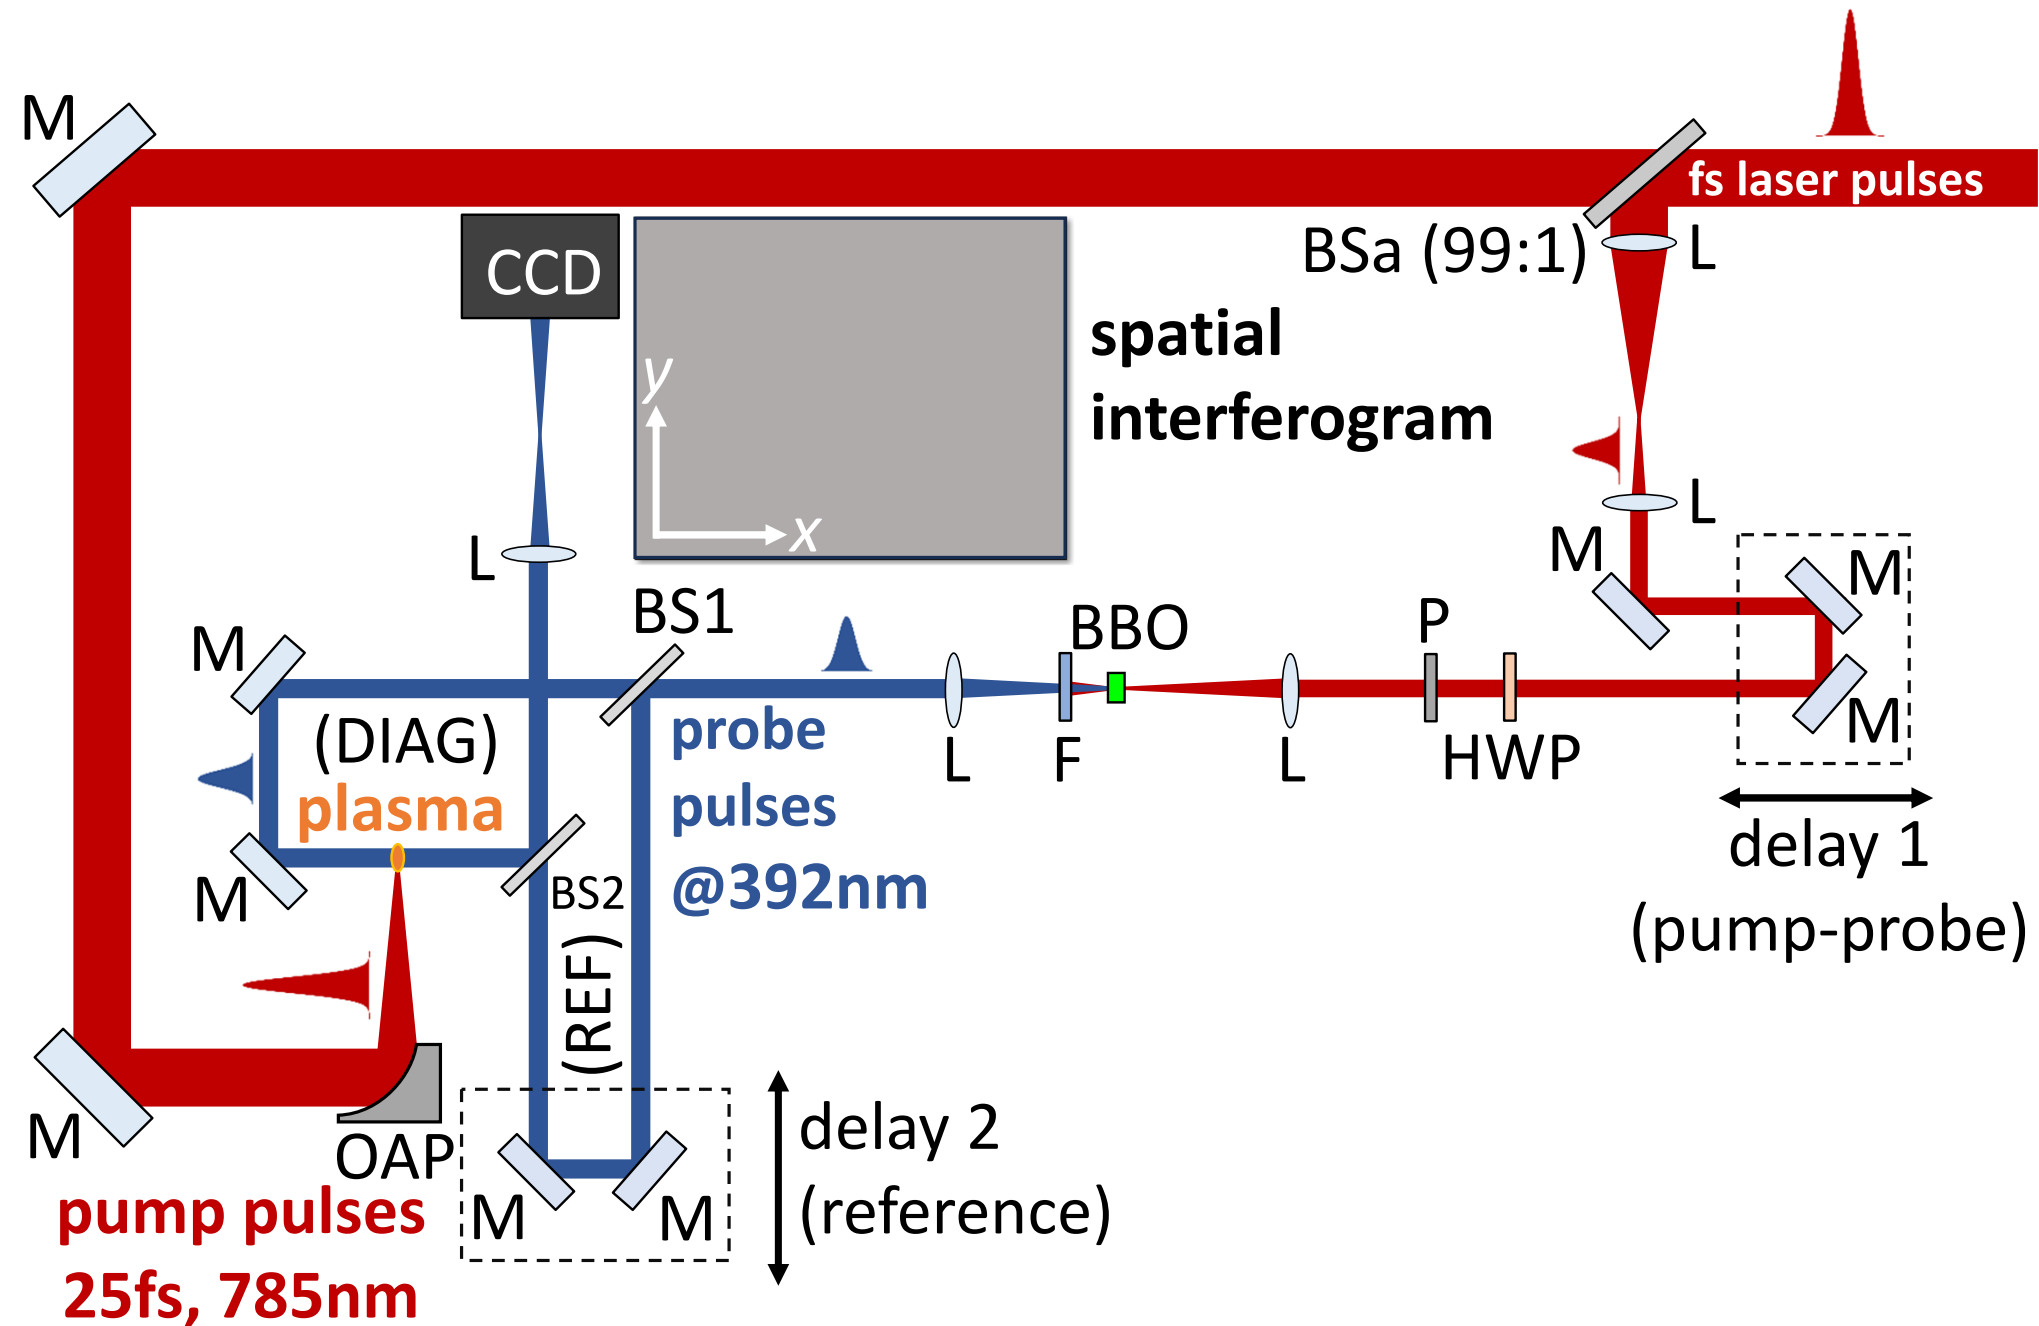 M
fs laser pulses
BSa (99:1)
L
CCD
spatial
interferogram
y
x
L
L
M
M
BS1
BBO
P
M
(DIAG)
plasma
probe
pulses
@392nm
L
F
L
HWP
M
delay 1
(pump-probe)
M
BS2
(REF)
OAP
M
pump pulses
25fs, 785nm
M
M
delay 2
(reference)